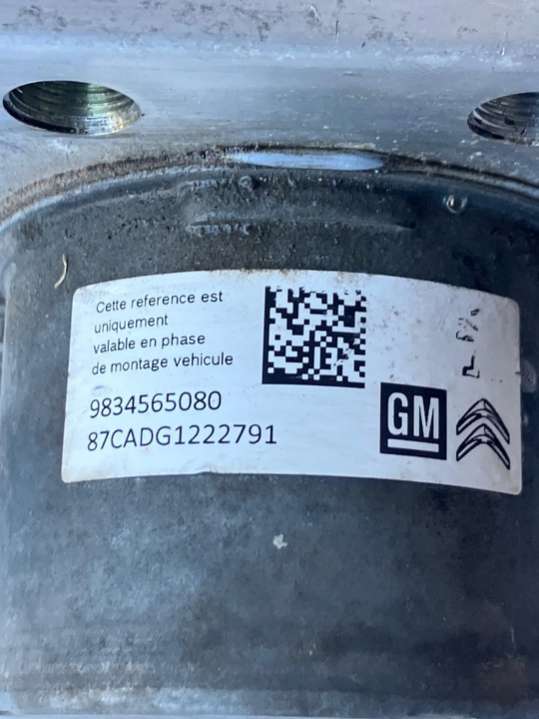 Cette reference est
uniquement
valable en phase
de montage vehicule
9834565080
87CADG1222791
GM